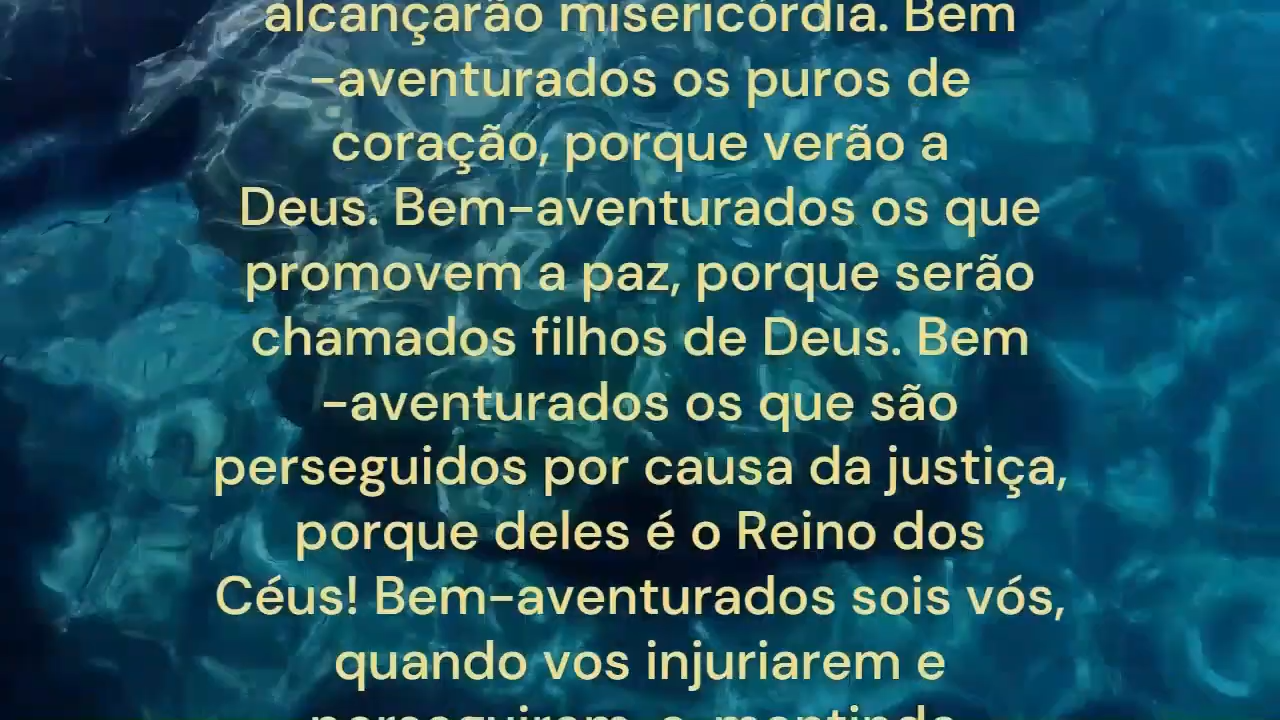 alcançarão misericórdia. Bem
-aventurados os puros de
coração, porque verão a
Deus. Bem-aventurados os que
promovem a paz, porque serão
chamados filhos de Deus. Bem
-aventurados os que são
perseguidos por causa da justiça,
porque deles é o Reino dos
Céus! Bem-aventurados sois vós,
quando vos injuriarem e